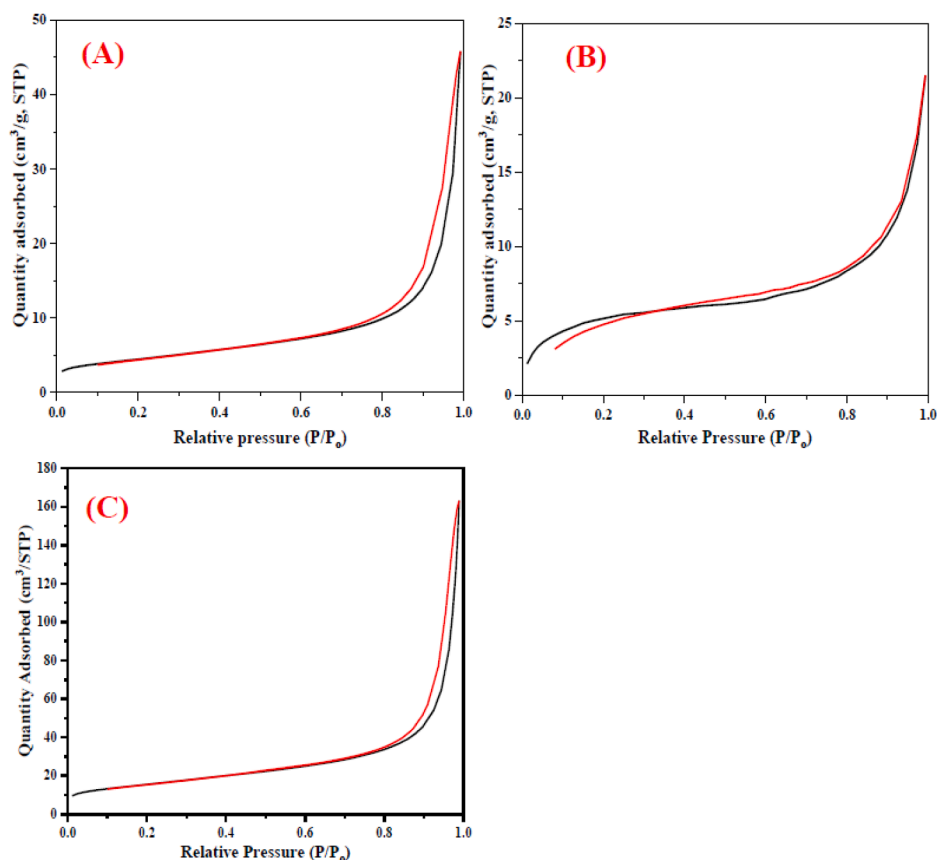 (A)
50
40
30
20
10
0
Quantity adsorbed (cm³/g, STP)
0.0 0.2 0.4 0.6 0.8 1.0
Relative pressure (P/Pₒ)
(B)
25
20
15
10
5
0
Quantity adsorbed (cm³/g, STP)
0.0 0.2 0.4 0.6 0.8 1.0
Relative Pressure (P/Pₒ)
(C)
180
160
140
120
100
80
60
40
20
0
Quantity Adsorbed (cm³/STP)
0.0 0.2 0.4 0.6 0.8 1.0
Relative Pressure (P/Pₒ)